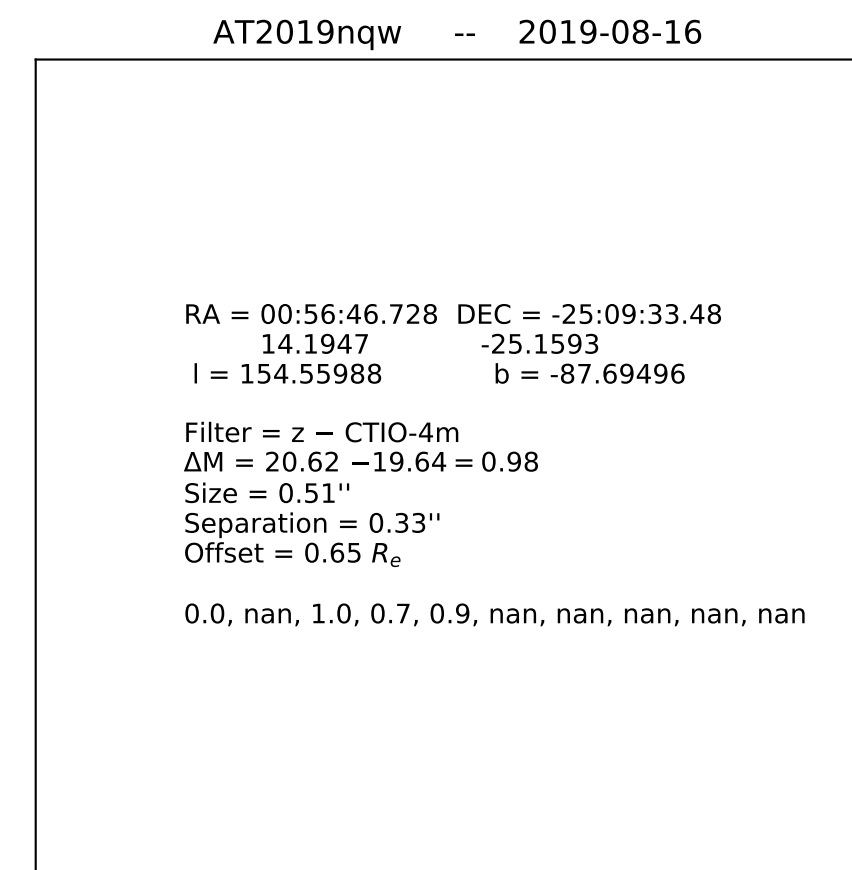 AT2019nqw -- 2019-08-16
RA = 00:56:46.728 DEC = -25:09:33.48
14.1947 -25.1593
l = 154.55988 b = -87.69496
Filter = z − CTIO-4m
ΔM = 20.62 −19.64 = 0.98
Size = 0.51''
Separation = 0.33''
Offset = 0.65 Rₑ
0.0, nan, 1.0, 0.7, 0.9, nan, nan, nan, nan, nan